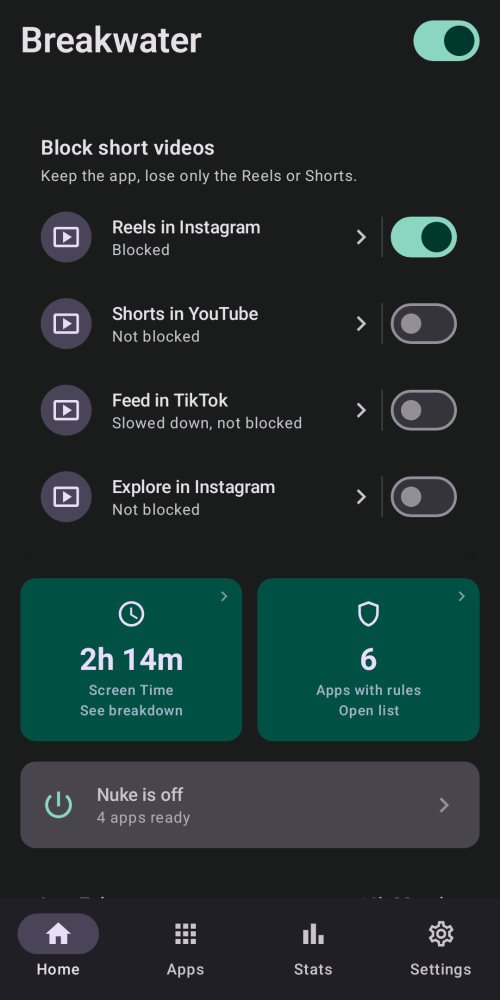 Breakwater
Block short videos
Keep the app, lose only the Reels or Shorts.
Reels in Instagram
Blocked
Shorts in YouTube
Not blocked
Feed in TikTok
Slowed down, not blocked
Explore in Instagram
Not blocked
2h 14m
Screen Time
See breakdown
6
Apps with rules
Open list
Nuke is off
4 apps ready
Home
Apps
Stats
Settings